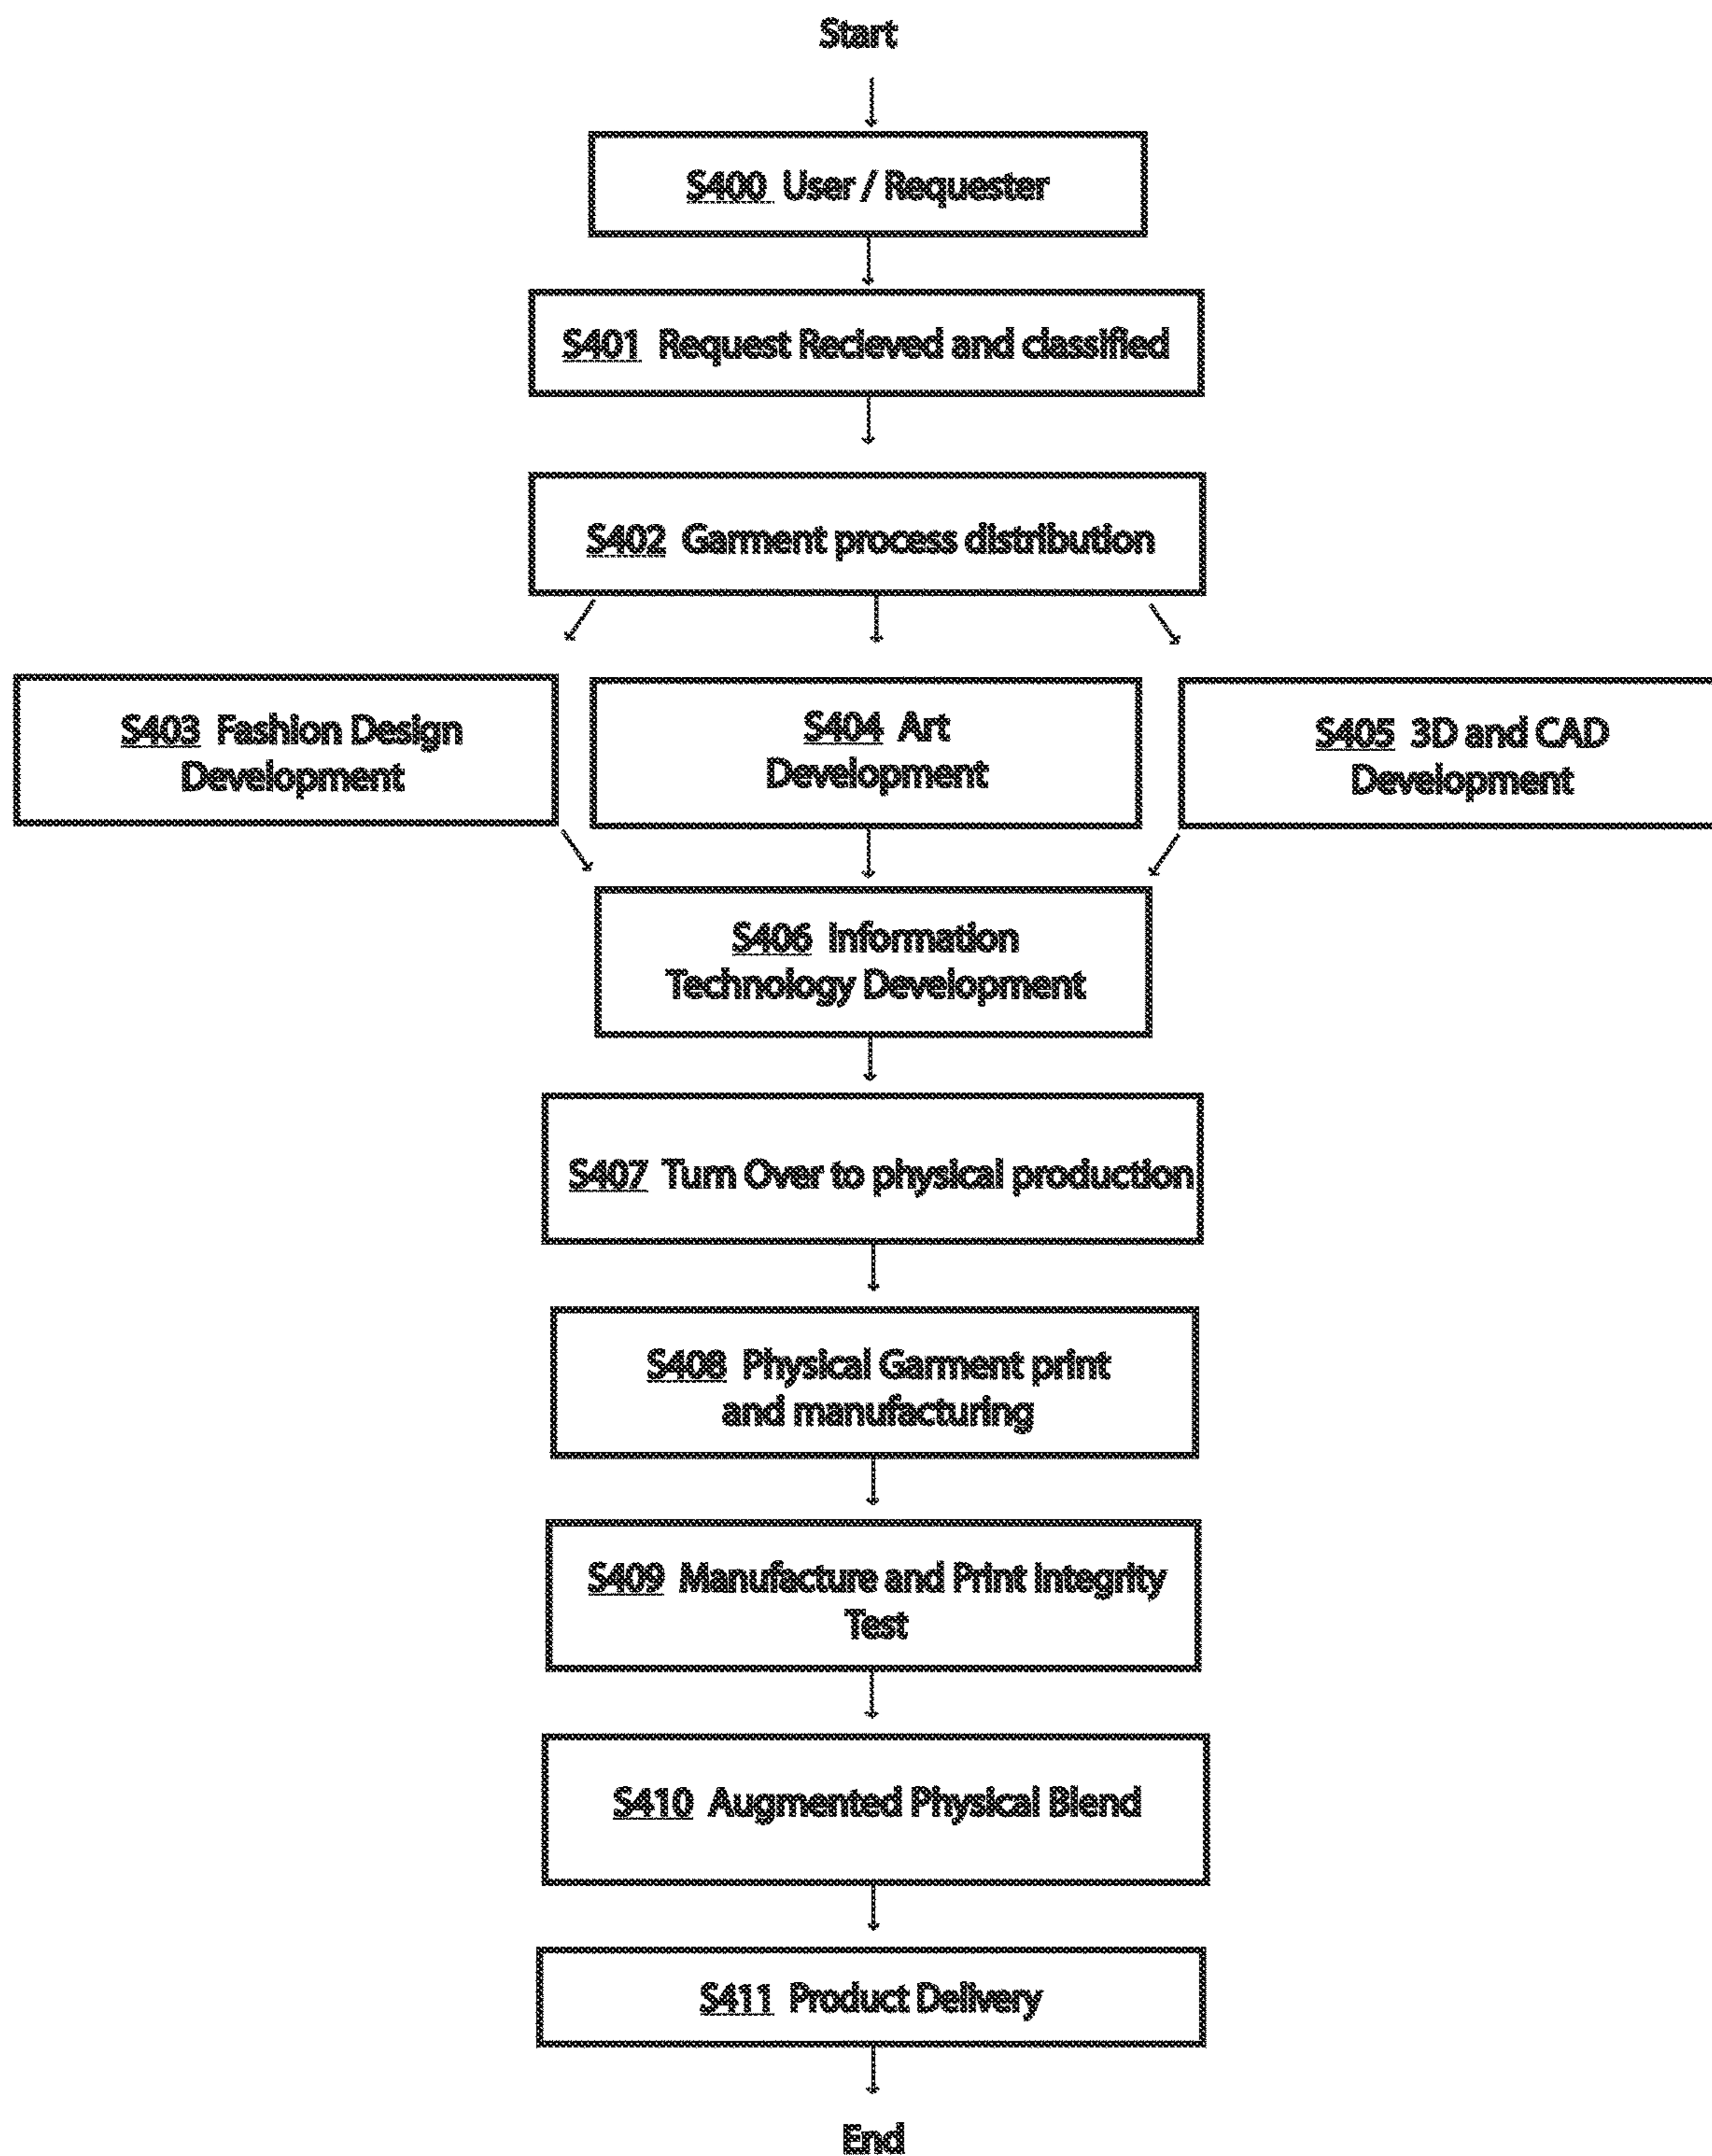 Start
S400 User / Requester
S401 Request Recieved and classified
S402 Garment process distribution
S403 Fashion Design
Development
S404 Art
Development
S405 3D and CAD
Development
S406 Information
Technology Development
S407 Turn Over to physical production
S408 Physical Garment print
and manufacturing
S409 Manufacture and Print integrity
Test
S410 Augmented Physical Blend
S411 Product Delivery
End